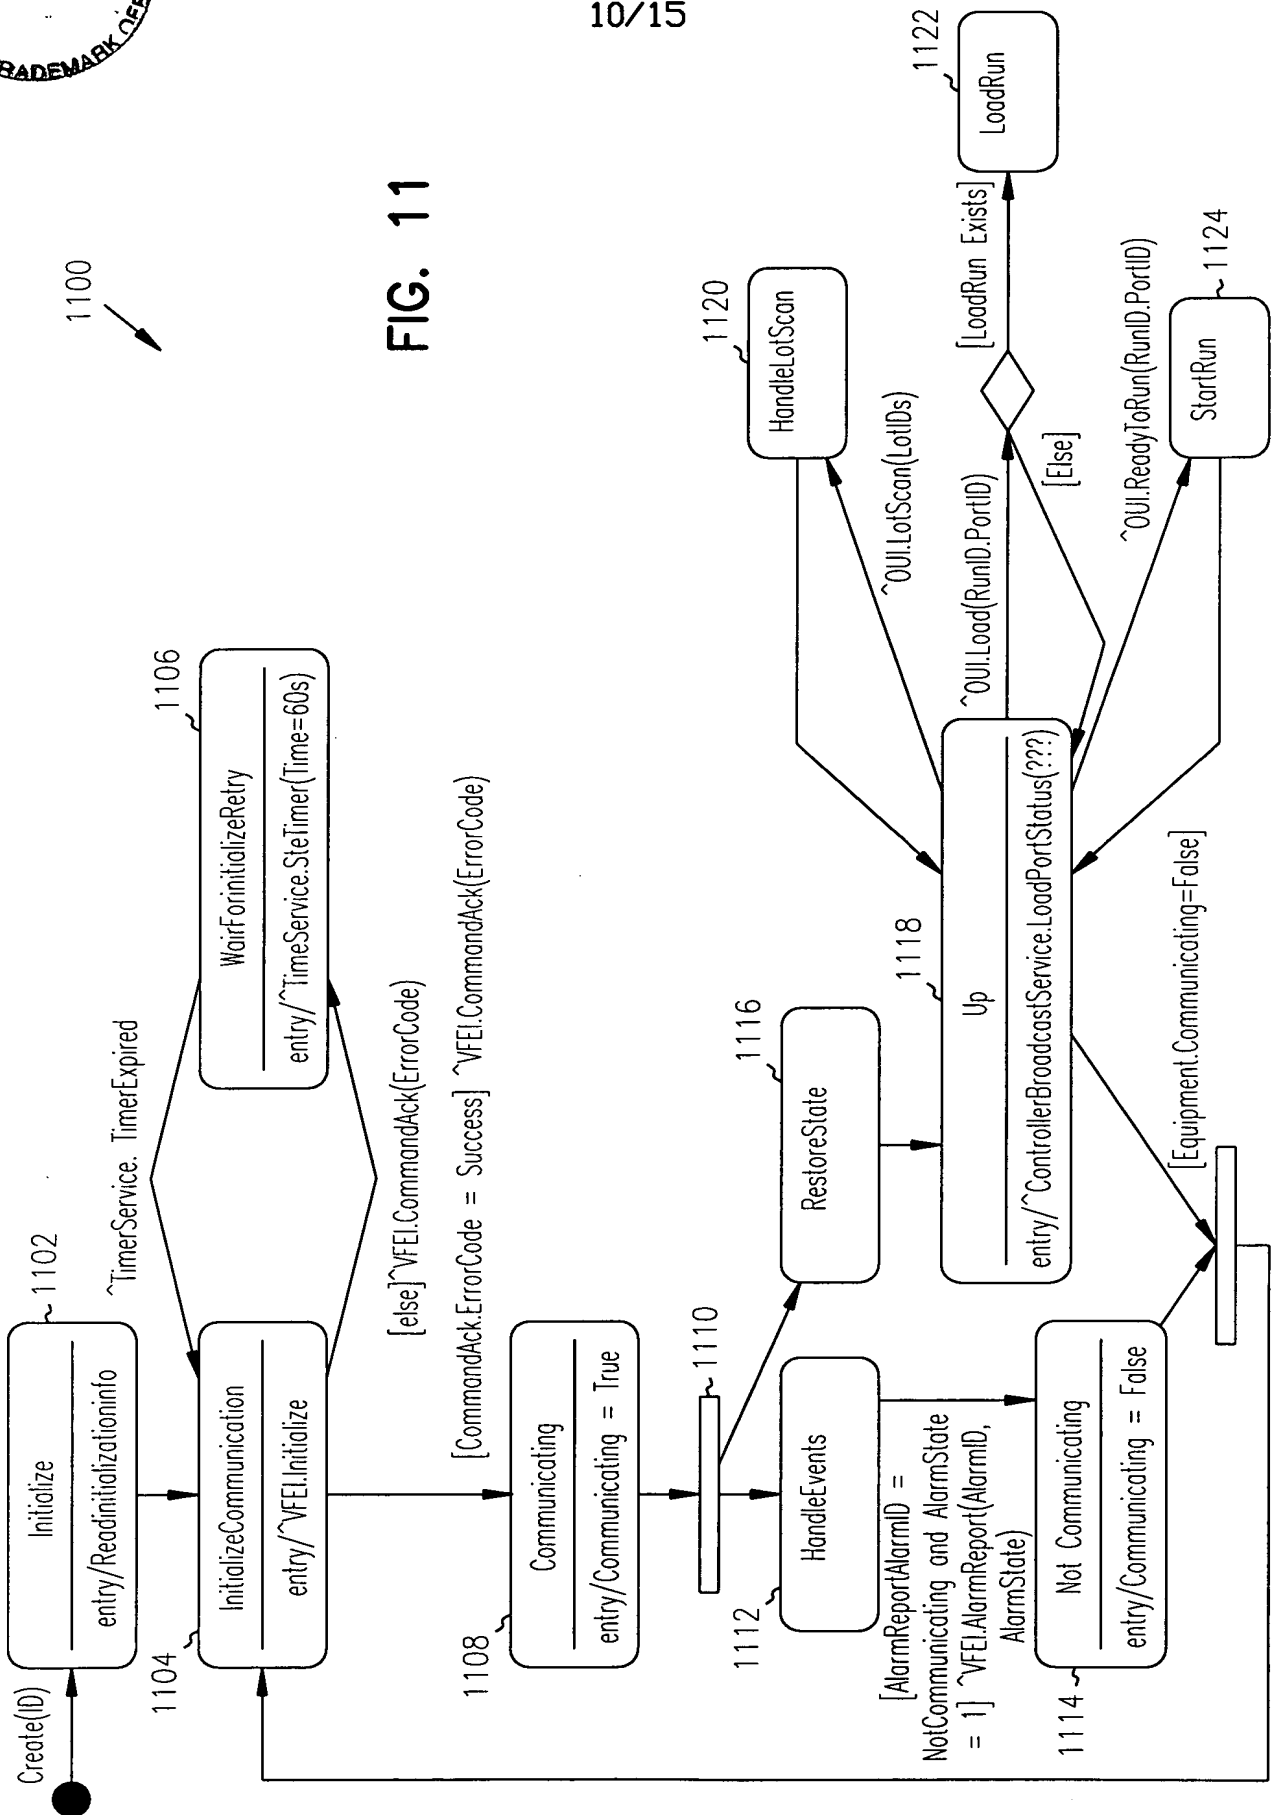 10/15
RADEMARK OFF
FIG. 11
1100
Create(ID)
Initialize
entry/Readinitializationinfo
1102
1104
InitializeCommunication
entry/^VFEI.Initialize
^TimerService. TimerExpired
1106
WairForinitializeRetry
entry/^TimeService.SteTimer(Time=60s)
[else]^VFEI.CommandAck(ErrorCode)
[CommandAck.ErrorCode = Success] ^VFEI.CommandAck(ErrorCode)
1108
Communicating
entry/Communicating = True
1110
1112
HandleEvents
1116
RestoreState
[AlarmReportAlarmID =
NotCommunicating and AlarmState
= 1] ^VFEI.AlarmReport(AlarmID,
AlarmState)
1114
Not Communicating
entry/Communicating = False
1118
Up
entry/^ControllerBroadcastService.LoadPortStatus(???)
[Equipment.Communicating=False]
1120
HandleLotScan
^OUI.LotScan(LotIDs)
^OUI.Load(RunID.PortID)
[LoadRun Exists]
[Else]
1122
LoadRun
^OUI.ReadyToRun(RunID.PortID)
1124
StartRun